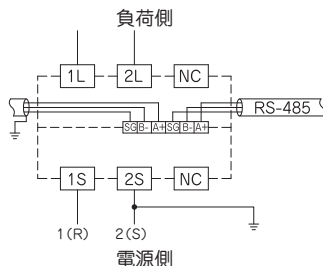 負荷側
1L 2L NC
RS-485
SG B- A+ SG B- A+
1S 2S NC
1(R) 2(S)
電源側